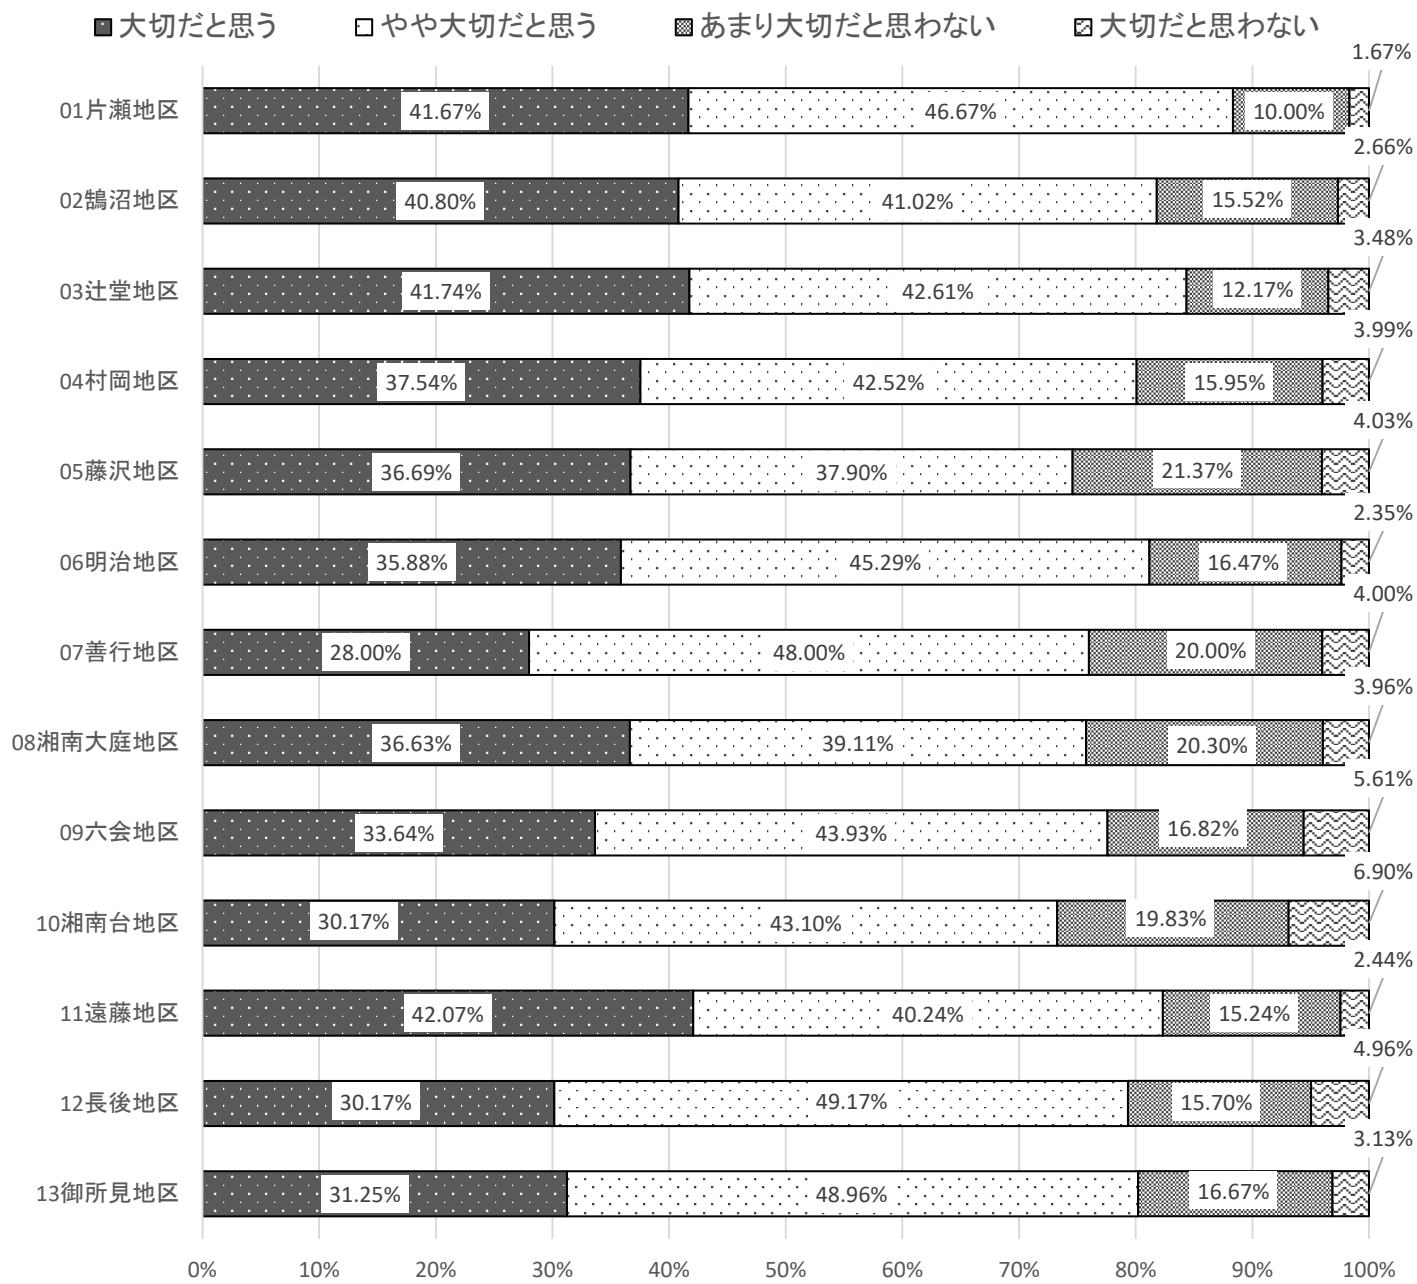 大切だと思う やや大切だと思う あまり大切だと思わない 大切だと思わない
1.67%
01片瀬地区 41.67% 46.67% 10.00%
2.66%
02鵠沼地区 40.80% 41.02% 15.52%
3.48%
03辻堂地区 41.74% 42.61% 12.17%
3.99%
04村岡地区 37.54% 42.52% 15.95%
4.03%
05藤沢地区 36.69% 37.90% 21.37%
2.35%
06明治地区 35.88% 45.29% 16.47%
4.00%
07善行地区 28.00% 48.00% 20.00%
3.96%
08湘南大庭地区 36.63% 39.11% 20.30%
5.61%
09六会地区 33.64% 43.93% 16.82%
6.90%
10湘南台地区 30.17% 43.10% 19.83%
2.44%
11遠藤地区 42.07% 40.24% 15.24%
4.96%
12長後地区 30.17% 49.17% 15.70%
3.13%
13御所見地区 31.25% 48.96% 16.67%
0% 10% 20% 30% 40% 50% 60% 70% 80% 90% 100%